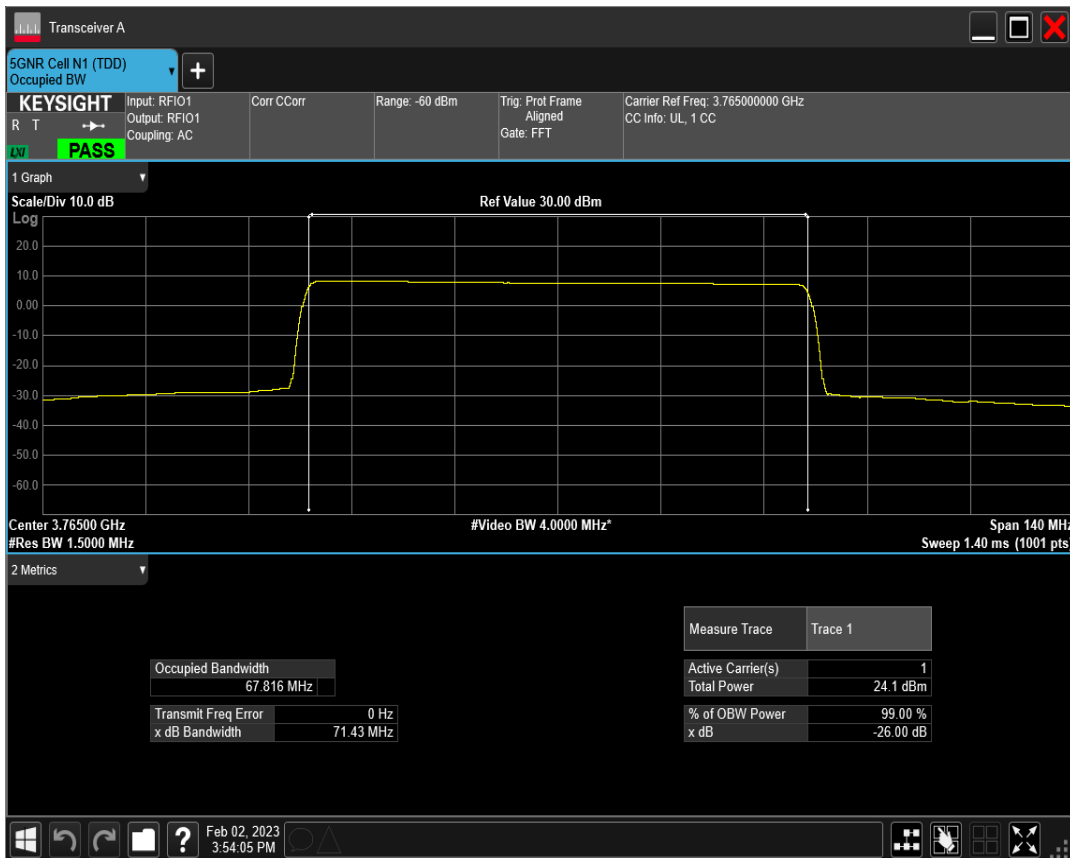 Transceiver A
5GNR Cell N1 (TDD)
Occupied BW
+
KEYSIGHT
R T
LXI
PASS
Input: RFIO1
Output: RFIO1
Coupling: AC
Corr CCorr
Range: -60 dBm
Trig: Prot Frame
Aligned
Gate: FFT
Carrier Ref Freq: 3.765000000 GHz
CC Info: UL, 1 CC
1 Graph
Scale/Div 10.0 dB
Ref Value 30.00 dBm
Log
20.0
10.0
0.00
-10.0
-20.0
-30.0
-40.0
-50.0
-60.0
Center 3.76500 GHz
#Video BW 4.0000 MHz*
Span 140 MHz
#Res BW 1.5000 MHz
Sweep 1.40 ms (1001 pts)
2 Metrics
Measure Trace Trace 1
Occupied Bandwidth
67.816 MHz
Active Carrier(s) 1
Total Power 24.1 dBm
Transmit Freq Error 0 Hz
x dB Bandwidth 71.43 MHz
% of OBW Power 99.00 %
x dB -26.00 dB
?
Feb 02, 2023
3:54:05 PM